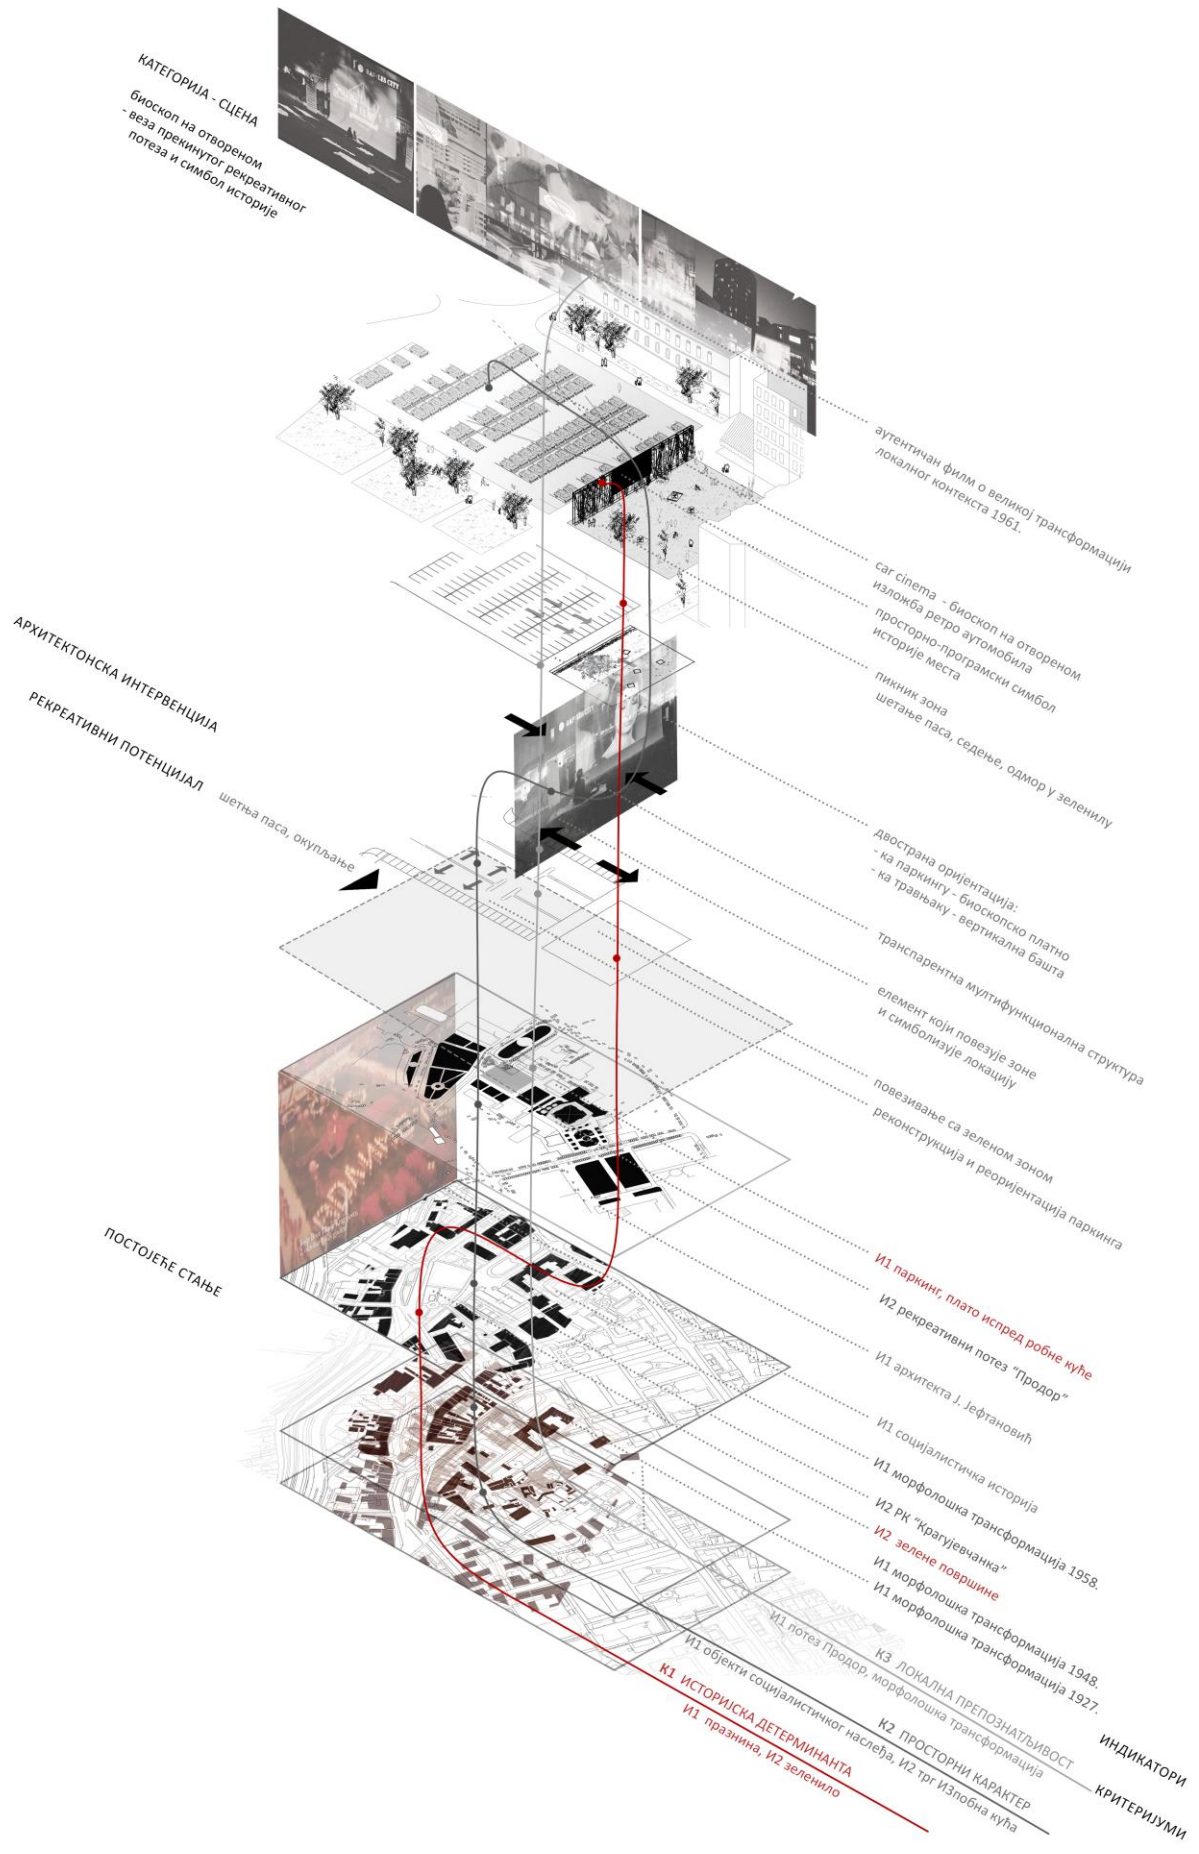 КАТЕГОРИЈА - СЦЕНА
биоскоп на отвореном
- веза прекинутог рекреативног
потеза и симбол историје
аутентичан филм о великој трансформацији
локалног контекста 1961.
car cinema - биоскоп на отвореном
изложба ретро аутомобила
просторно-програмски симбол
историје места
пикник зона
шетање паса, седење, одмор у зеленилу
АРХИТЕКТОНСКА ИНТЕРВЕНЦИЈА
РЕКРЕАТИВНИ ПОТЕНЦИЈАЛ
шетња паса, окупљање
двострана оријентација:
- ка паркингу - биоскопско платно
- ка травњаку - вертикална башта
транспарентна мултифункционална структура
елемент који повезује зоне
и симболизује локацију
повезивање са зеленом зоном
реконструкција и реоријентација паркинга
ПОСТОЈЕЋЕ СТАЊЕ
И1 паркинг, плато испред робне куће
И2 рекреативни потез “Продор”
И1 архитекта Ј. Јефтановић
И1 социјалистичка историја
И1 морфолошка трансформација 1958.
И2 РК “Крагујевчанка”
И2 зелене површине
И1 морфолошка трансформација 1948.
И1 морфолошка трансформација 1927.
К3 ЛОКАЛНА ПРЕПОЗНАТЉИВОСТ
И1 потез Продор, морфолошка трансформација
К2 ПРОСТОРНИ КАРАКТЕР
И1 објекти социјалистичког наслеђа, И2 трг И3побна кућа
К1 ИСТОРИЈСКА ДЕТЕРМИНАНТА
И1 празнина, И2 зеленило
ИНДИКАТОРИ
КРИТЕРИЈУМИ